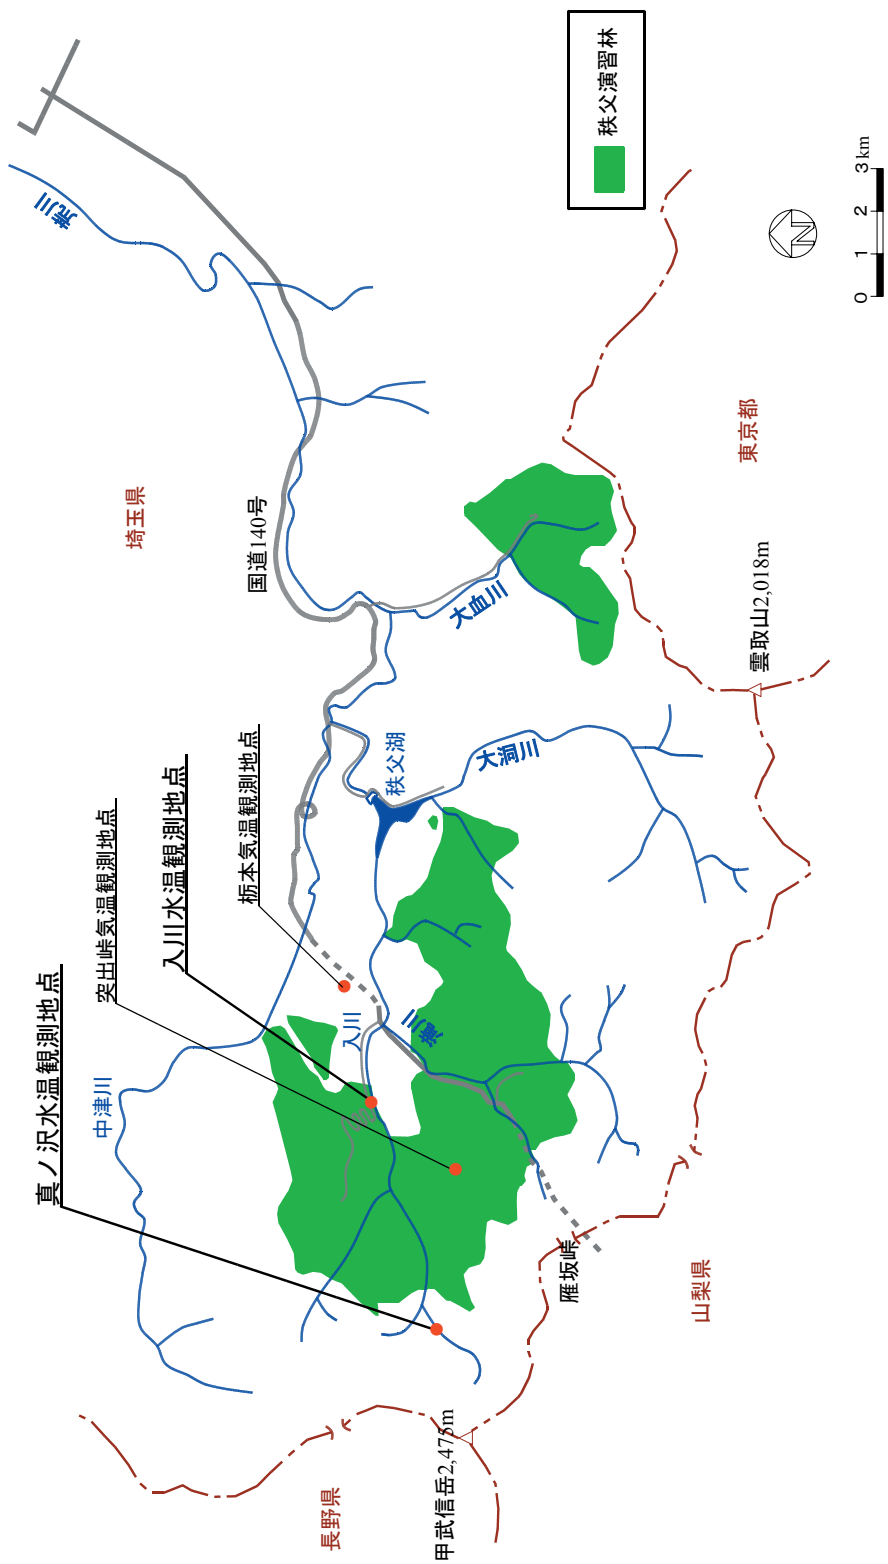 真ノ沢水温観測地点
突出峠気温観測地点
入川水温観測地点
栃木気温観測地点
中津川
埼玉県
荒川
国道140号
入川
滝川
秩父湖
大洞川
大血川
秩父演習林
長野県
甲武信岳2,475m
雁坂峠
山梨県
雲取山2,018m
東京都
N
0 1 2 3km